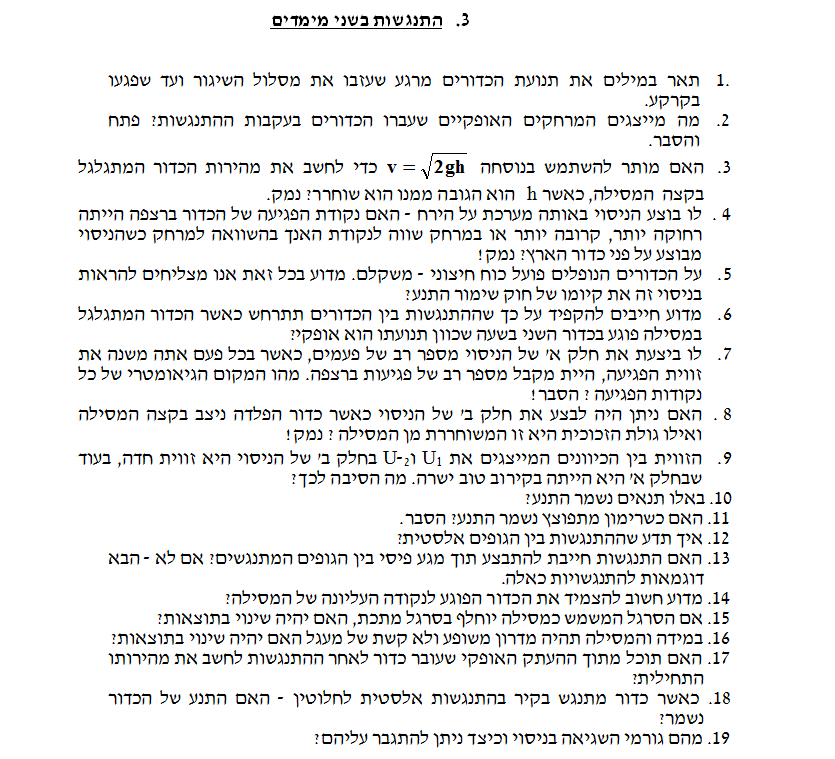 3. התנגשות בשני מימדים
1. תאר במילים את תנועת הכדורים מרגע שעזבו את מסלול השיגור ועד שפגעו
בקרקע.
2. מה מייצגים המרחקים האופקיים שעברו הכדורים בעקבות ההתנגשות? פתח
והסבר.
3. האם מותר להשתמש בנוסחה v = √2gh כדי לחשב את מהירות הכדור המתגלגל
בקצה המסילה, כאשר h הוא הגובה ממנו הוא שוחרר? נמק.
4. לו בוצע הניסוי באותה מערכת על הירח - האם נקודת הפגיעה של הכדור ברצפה הייתה
רחוקה יותר, קרובה יותר או במרחק שווה לנקודת האנך בהשוואה למרחק כשהניסוי
מבוצע על פני כדור הארץ? נמק!
5. על הכדורים הנופלים פועל כוח חיצוני - משקלם. מדוע בכל זאת אנו מצליחים להראות
בניסוי זה את קיומו של חוק שימור התנע?
6. מדוע חייבים להקפיד על כך שההתנגשות בין הכדורים תתרחש כאשר הכדור המתגלגל
במסילה פוגע בכדור השני בשעה שכוון תנועתו הוא אופקי?
7. לו ביצעת את חלק א' של הניסוי מספר רב של פעמים, כאשר בכל פעם אתה משנה את
זווית הפגיעה, היית מקבל מספר רב של פגיעות ברצפה. מהו המקום הגיאומטרי של כל
נקודות הפגיעה? הסבר!
8. האם ניתן היה לבצע את חלק ב' של הניסוי כאשר כדור הפלדה ניצב בקצה המסילה
ואילו גולת הזכוכית היא זו המשוחררת מן המסילה? נמק!
9. הזווית בין הכיוונים המייצגים את U1 ו-U2 בחלק ב' של הניסוי היא זווית חדה, בעוד
שבחלק א' היא הייתה בקירוב טוב ישרה. מה הסיבה לכך?
10. באלו תנאים נשמר התנע?
11. האם כשרימון מתפוצץ נשמר התנע? הסבר.
12. איך תדע שההתנגשות בין הגופים אלסטית?
13. האם התנגשות חייבת להתבצע תוך מגע פיסי בין הגופים המתנגשים? אם לא - הבא
דוגמאות להתנגשויות כאלה.
14. מדוע חשוב להצמיד את הכדור הפוגע לנקודה העליונה של המסילה?
15. אם הסרגל המשמש כמסילה יוחלף בסרגל מתכת, האם יהיה שינוי בתוצאות?
16. במידה והמסילה תהיה מדרון משופע ולא קשת של מעגל האם יהיה שינוי בתוצאות?
17. האם תוכל מתוך ההעתק האופקי שעובר כדור לאחר ההתנגשות לחשב את מהירותו
התחילית?
18. כאשר כדור מתנגש בקיר בהתנגשות אלסטית לחלוטין - האם התנע של הכדור
נשמר?
19. מהם גורמי השגיאה בניסוי וכיצד ניתן להתגבר עליהם?